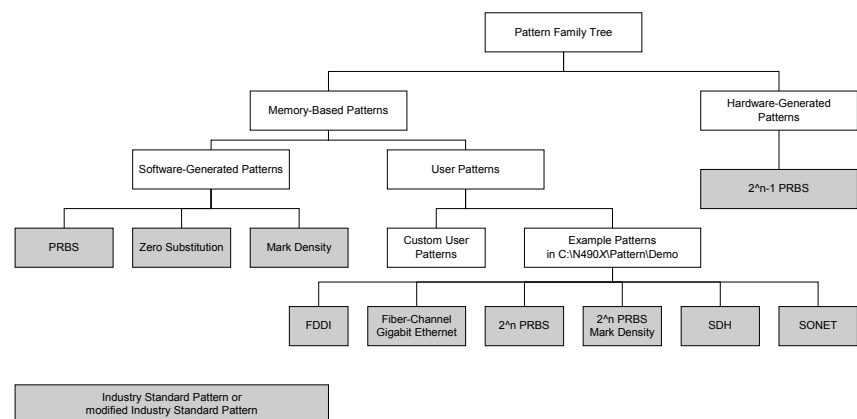 Pattern Family Tree
Memory-Based Patterns
Hardware-Generated
Patterns
Software-Generated Patterns
User Patterns
2^n-1 PRBS
PRBS
Zero Substitution
Mark Density
Custom User
Patterns
Example Patterns
in C:\N490X\Pattern\Demo
FDDI
Fiber-Channel
Gigabit Ethernet
2^n PRBS
2^n PRBS
Mark Density
SDH
SONET
Industry Standard Pattern or
modified Industry Standard Pattern